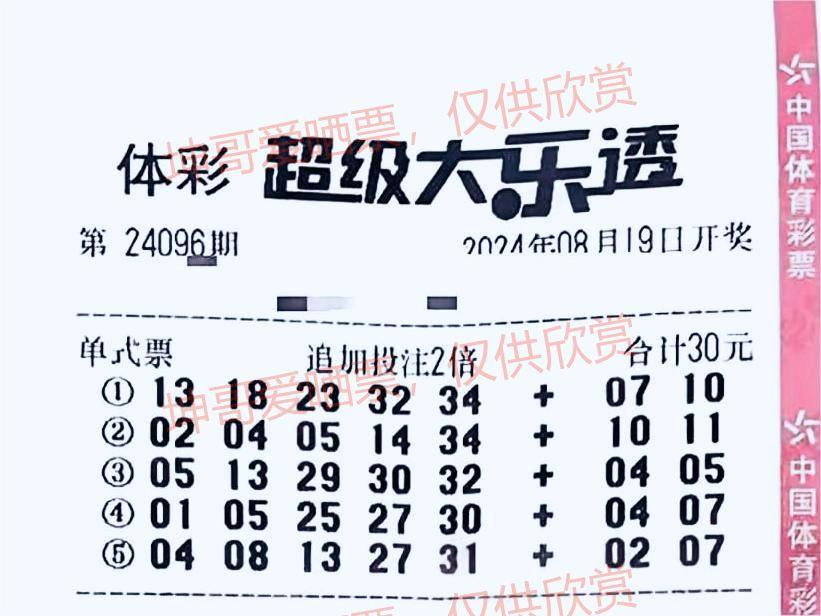 坤哥爱晒票，仅供欣赏
体彩 超级大乐透
第 24096期 2024年08月19日开奖
单式票 追加投注2倍 合计30元
坤哥爱晒票，仅供欣赏
① 13 18 23 32 34 + 07 10
② 02 04 05 14 34 + 10 11
③ 05 13 29 30 32 + 04 05
④ 01 05 25 27 30 + 04 07
⑤ 04 08 13 27 31 + 02 07
仅供欣赏
中国体育彩票
中国体育彩